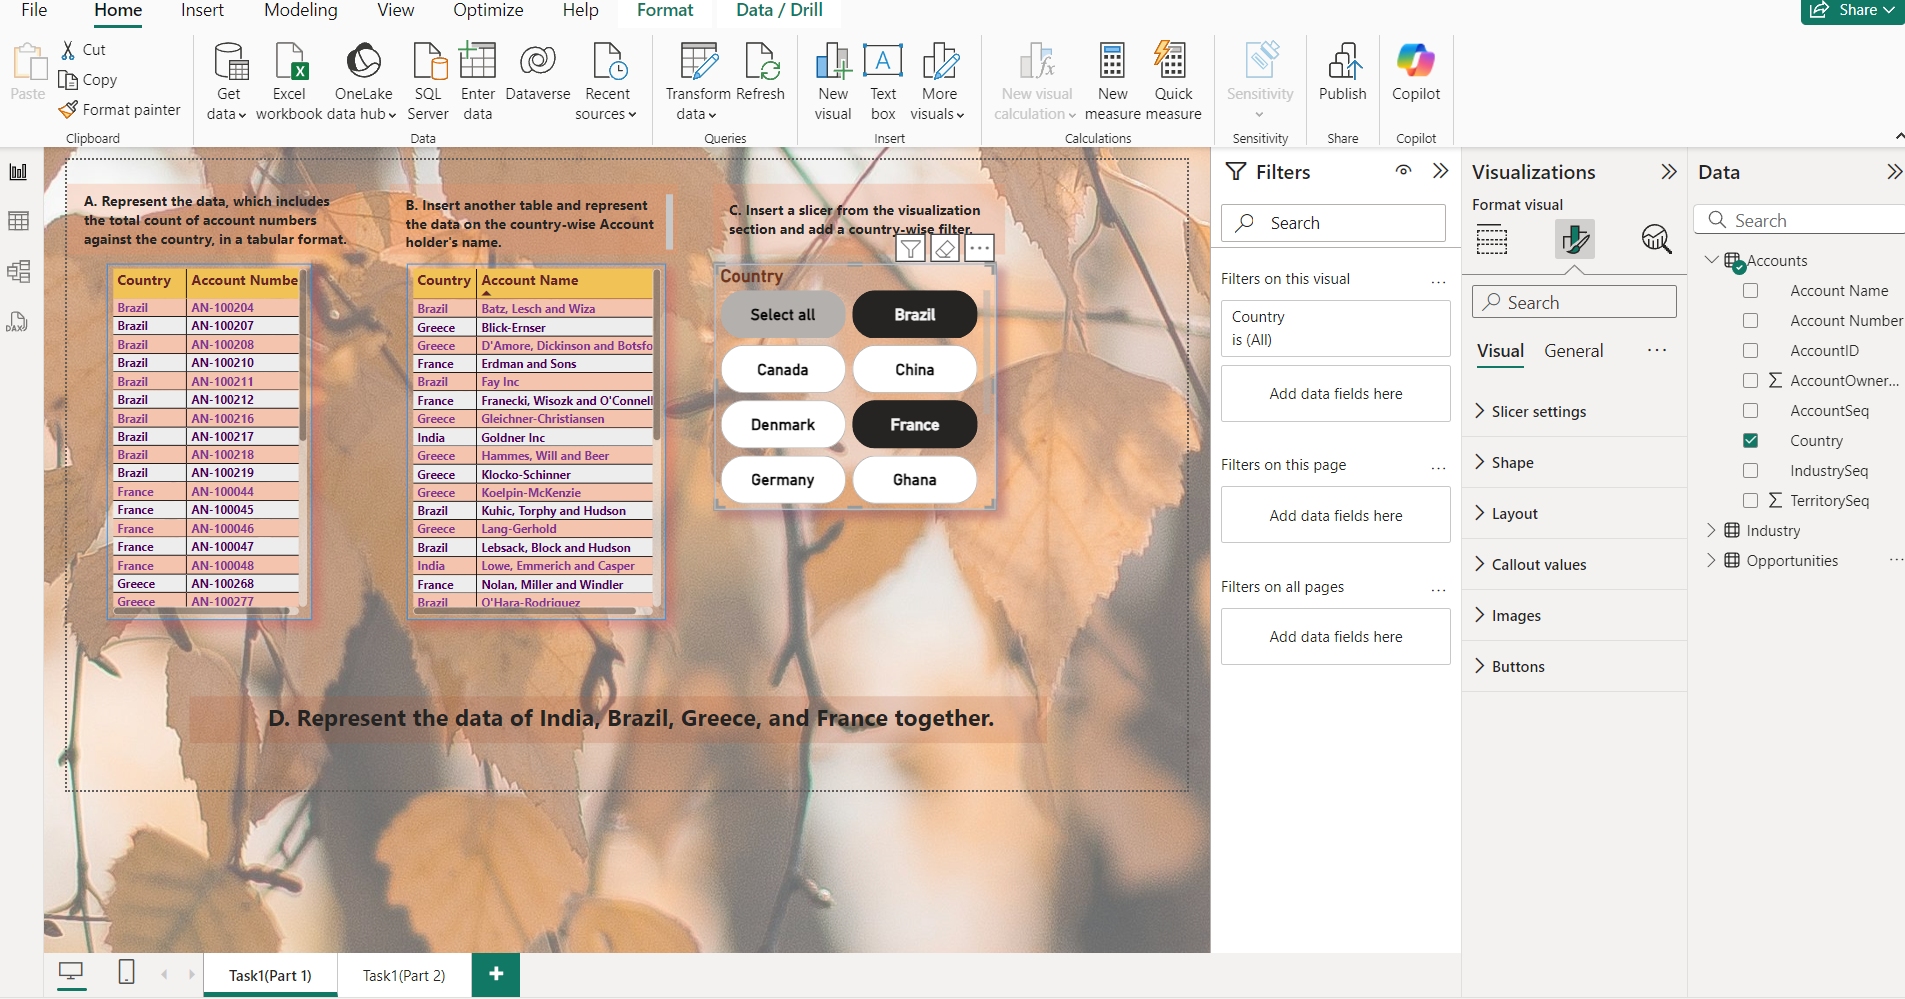 File Home Insert Modeling View Optimize Help Format Data / Drill Share
Paste
Cut
Copy
Format painter
Clipboard
Get data
Excel workbook
OneLake data hub
SQL Server
Enter data
Dataverse
Recent sources
Data
Transform data
Refresh
Queries
New visual
Text box
More visuals
Insert
New visual calculation
New measure
Quick measure
Calculations
Sensitivity
Sensitivity
Publish
Share
Copilot
Copilot
A. Represent the data, which includes
the total count of account numbers
against the country, in a tabular format.
Country Account Numbe
Brazil AN-100204
Brazil AN-100207
Brazil AN-100208
Brazil AN-100210
Brazil AN-100211
Brazil AN-100212
Brazil AN-100216
Brazil AN-100217
Brazil AN-100218
Brazil AN-100219
France AN-100044
France AN-100045
France AN-100046
France AN-100047
France AN-100048
Greece AN-100268
Greece AN-100277
B. Insert another table and represent
the data on the country-wise Account
holder's name.
Country Account Name
Brazil Batz, Lesch and Wiza
Greece Blick-Ernser
Greece D'Amore, Dickinson and Botsfo
France Erdman and Sons
Brazil Fay Inc
France Franecki, Wisozk and O'Connell
Greece Gleichner-Christiansen
India Goldner Inc
Greece Hammes, Will and Beer
Greece Klocko-Schinner
Greece Koelpin-McKenzie
Brazil Kuhic, Torphy and Hudson
Greece Lang-Gerhold
Brazil Lebsack, Block and Hudson
India Lowe, Emmerich and Casper
France Nolan, Miller and Windler
Brazil O'Hara-Rodriguez
C. Insert a slicer from the visualization
section and add a country-wise filter.
Country
Select all Brazil
Canada China
Denmark France
Germany Ghana
D. Represent the data of India, Brazil, Greece, and France together.
Filters
Search
Filters on this visual ...
Country
is (All)
Add data fields here
Filters on this page ...
Add data fields here
Filters on all pages ...
Add data fields here
Visualizations
Format visual
Search
Visual General ...
Slicer settings
Shape
Layout
Callout values
Images
Buttons
Data
Search
Accounts
Account Name
Account Number
AccountID
AccountOwner...
AccountSeq
Country
IndustrySeq
TerritorySeq
Industry
Opportunities ...
Task1(Part 1) Task1(Part 2) +